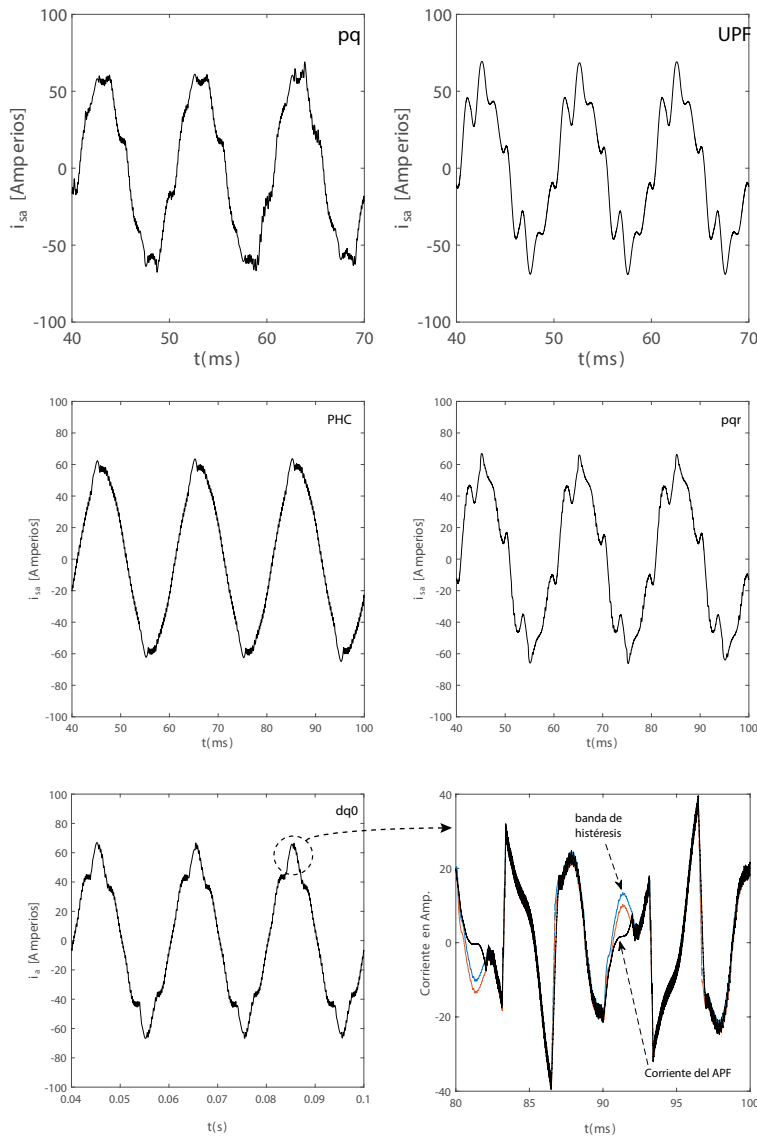 pq
i sa [Amperios]
100
50
0
-50
-100
40 50 60 70
t(ms)
UPF
i sa [Amperios]
100
50
0
-50
-100
40 50 60 70
t(ms)
PHC
i sa [Amperios]
100
80
60
40
20
0
-20
-40
-60
-80
-100
40 50 60 70 80 90 100
t(ms)
pqr
i sa [Amperios]
100
80
60
40
20
0
-20
-40
-60
-80
-100
40 50 60 70 80 90 100
t(ms)
dq0
i a [Amperios]
100
80
60
40
20
0
-20
-40
-60
-80
-100
0.04 0.05 0.06 0.07 0.08 0.09 0.1
t(s)
banda de
histéresis
Corriente en Amp.
40
20
0
-20
-40
Corriente del APF
80 85 90 95 100
t(ms)